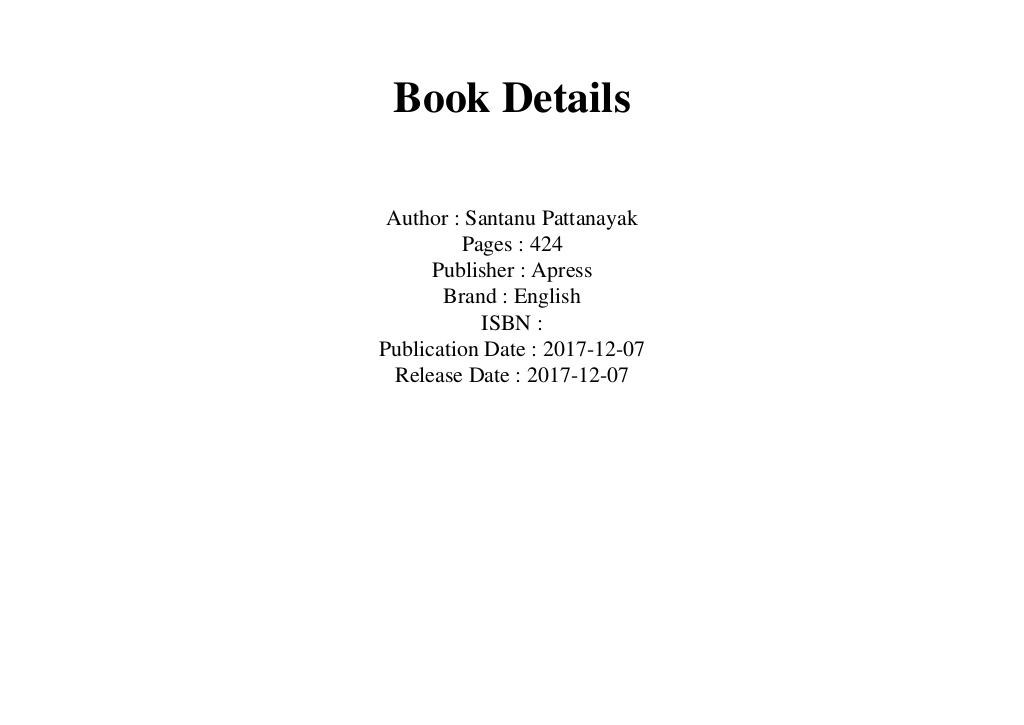 Book Details
Author : Santanu Pattanayak
Pages : 424
Publisher : Apress
Brand : English
ISBN :
Publication Date : 2017-12-07
Release Date : 2017-12-07